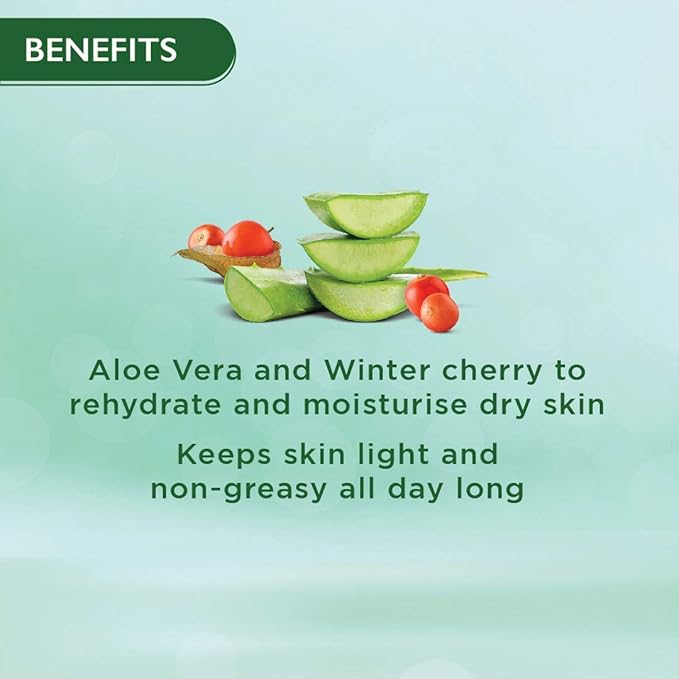 BENEFITS
Aloe Vera and Winter cherry to
rehydrate and moisturise dry skin
Keeps skin light and
non-greasy all day long